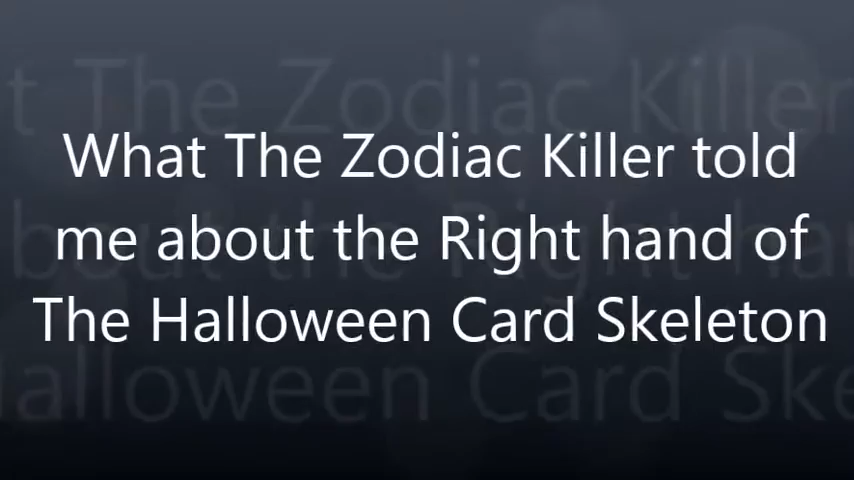 What The Zodiac Killer told
me about the Right hand of
The Halloween Card Skeleton